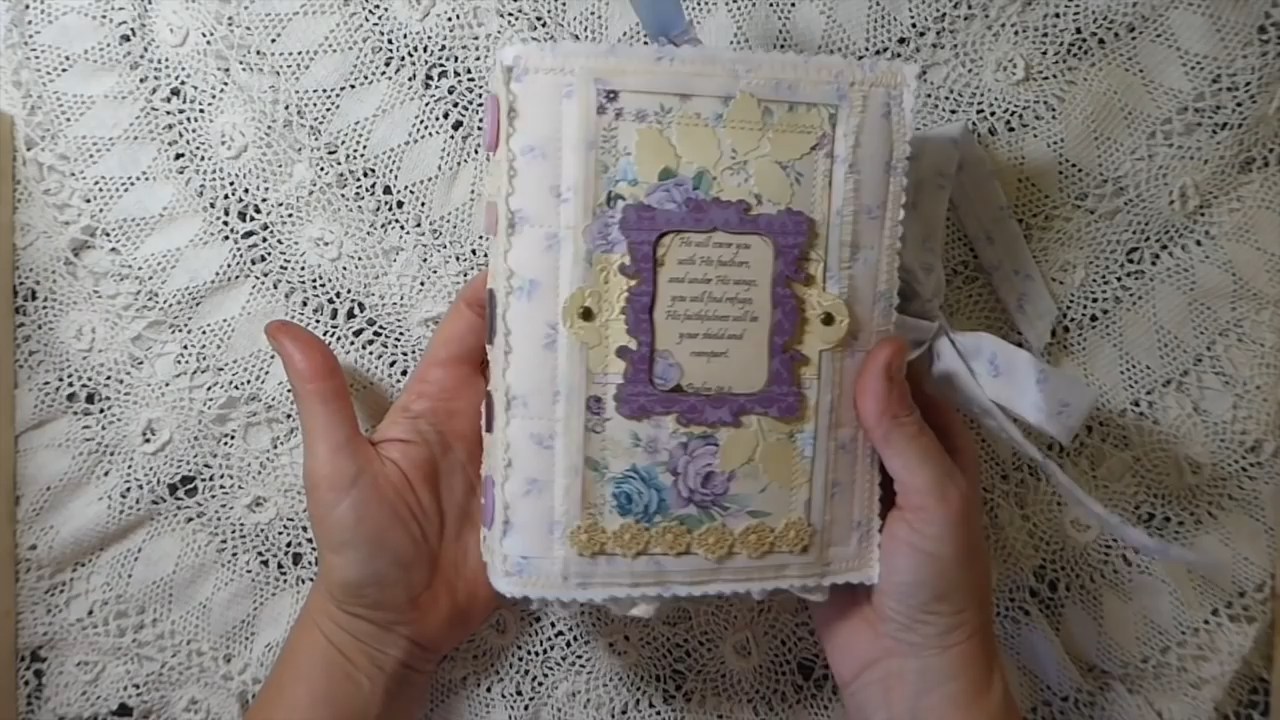 He will cover you
with His feathers,
and under His wings,
you will find refuge.
His faithfulness will be
your shield and
rampart.
Psalm